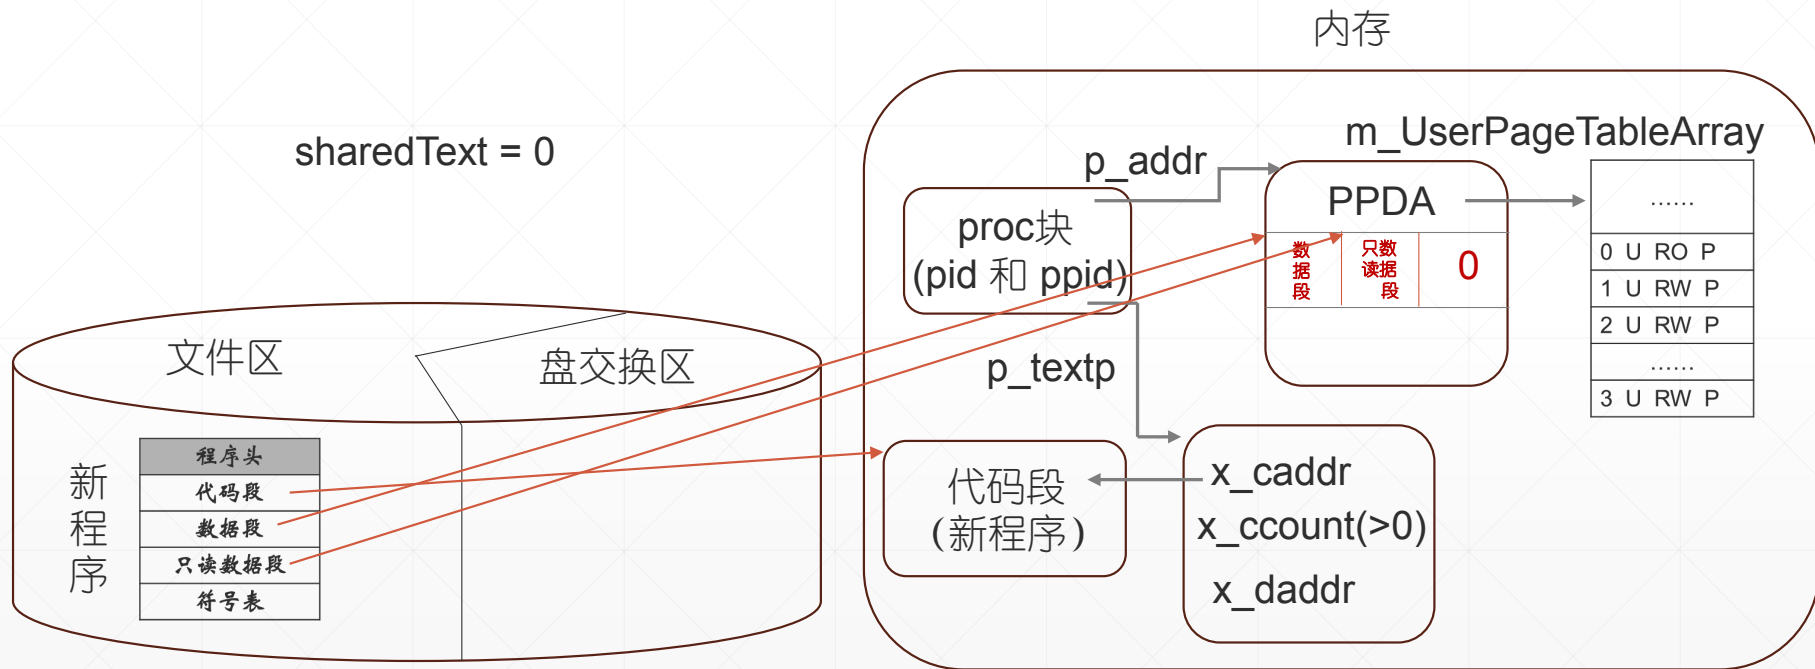 内存
sharedText = 0
m_UserPageTableArray
p_addr
PPDA
……
proc块
(pid 和 ppid)
数据段
只读数据段
0
0 U RO P
1 U RW P
2 U RW P
……
3 U RW P
文件区
盘交换区
p_textp
新程序
程序头
代码段
数据段
只读数据段
符号表
代码段
(新程序)
x_caddr
x_ccount(>0)
x_daddr